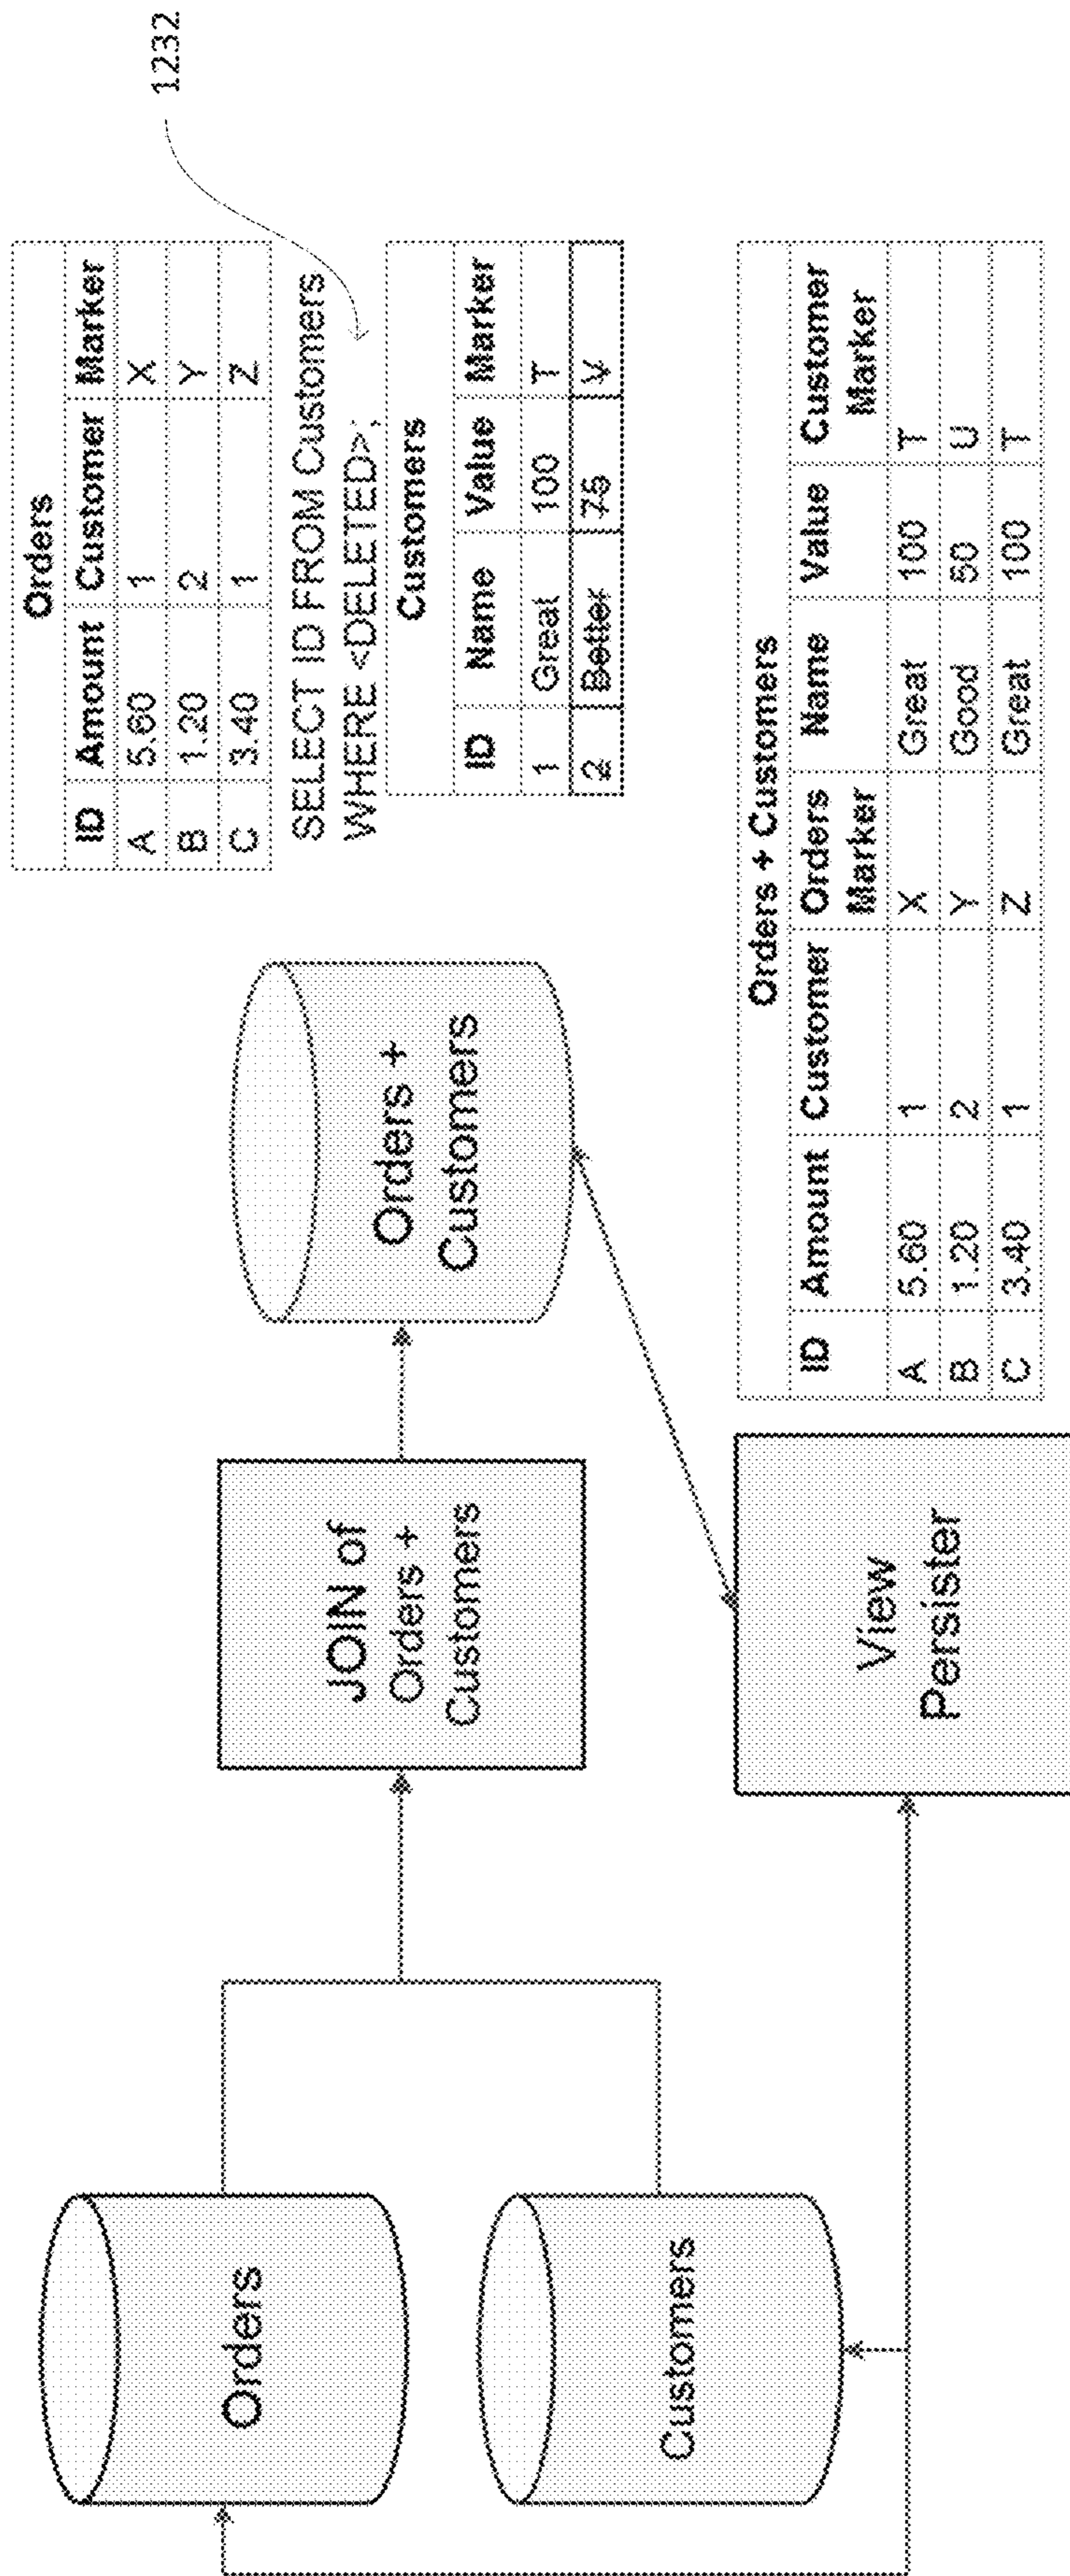 Orders
Customers
JOIN of
Orders +
Customers
Orders +
Customers
View
Persister
Orders
ID Amount Customer Marker
A 5.60 1 X
B 1.20 2 Y
C 3.40 1 Z
SELECT ID FROM Customers
WHERE <DELETED>;
1232
Customers
ID Name Value Marker
1 Great 100 T
2 Better 75 V
Orders + Customers
ID Amount Customer Orders Marker Name Value Customer Marker
A 5.60 1 X Great 100 T
B 1.20 2 Y Good 50 U
C 3.40 1 Z Great 100 T